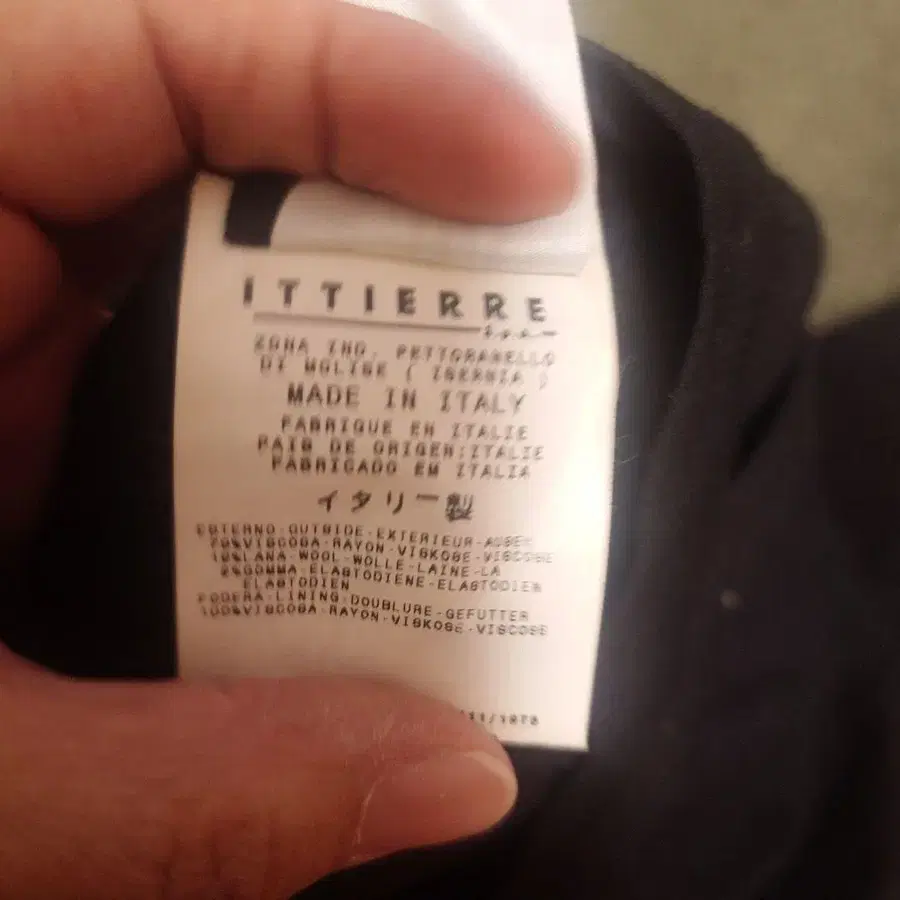 ITTIERRE
s.p.a.
ZONA IND. PETTORANELLO
DI MOLISE ( ISERNIA )
MADE IN ITALY
FABRIQUE EN ITALIE
PAIS DE ORIGEN:ITALIE
FABRICADO EM ITALIA
イタリー製
ESTERNO-OUTSIDE-EXTERIEUR-AUSEN
VISCOSA-RAYON-VISKOSE-VISCOSE
LANA-WOOL-WOLLE-LAINE-LA
2%GOMMA-ELASTODIENE-ELASTODIEN
ELASTODIEN
FODERA-LINING-DOUBLURE-GEFUTTER
100%VISCOSA-RAYON-VISKOSE-VISCOSE